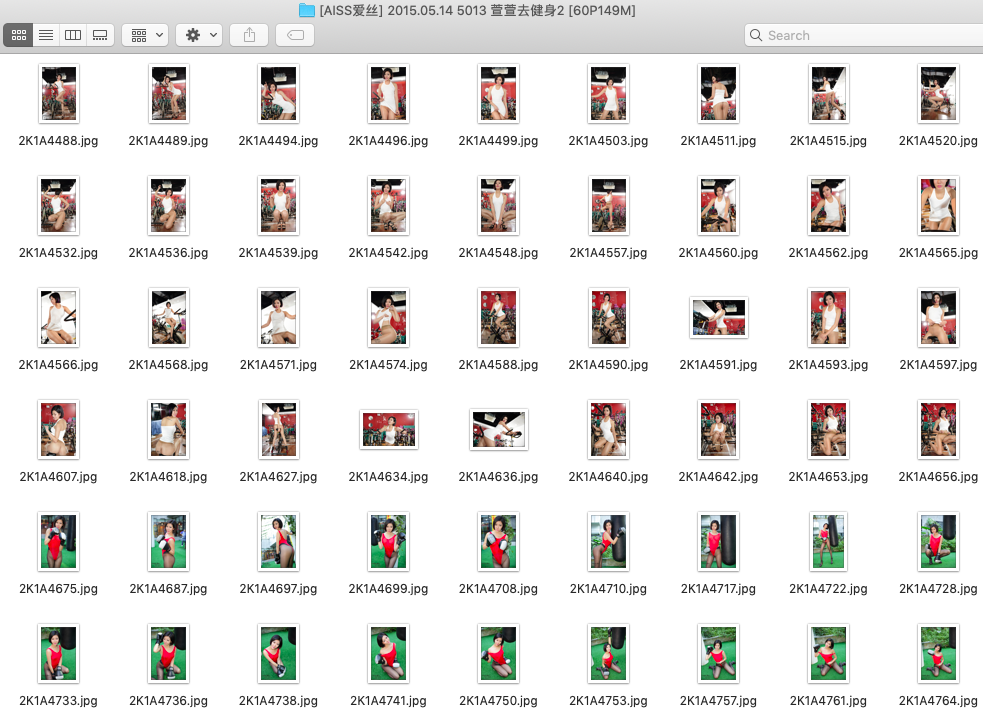 [AISS爱丝] 2015.05.14 5013 萱萱去健身2 [60P149M]
Search
2K1A4488.jpg 2K1A4489.jpg 2K1A4494.jpg 2K1A4496.jpg 2K1A4499.jpg 2K1A4503.jpg 2K1A4511.jpg 2K1A4515.jpg 2K1A4520.jpg
2K1A4532.jpg 2K1A4536.jpg 2K1A4539.jpg 2K1A4542.jpg 2K1A4548.jpg 2K1A4557.jpg 2K1A4560.jpg 2K1A4562.jpg 2K1A4565.jpg
2K1A4566.jpg 2K1A4568.jpg 2K1A4571.jpg 2K1A4574.jpg 2K1A4588.jpg 2K1A4590.jpg 2K1A4591.jpg 2K1A4593.jpg 2K1A4597.jpg
2K1A4607.jpg 2K1A4618.jpg 2K1A4627.jpg 2K1A4634.jpg 2K1A4636.jpg 2K1A4640.jpg 2K1A4642.jpg 2K1A4653.jpg 2K1A4656.jpg
2K1A4675.jpg 2K1A4687.jpg 2K1A4697.jpg 2K1A4699.jpg 2K1A4708.jpg 2K1A4710.jpg 2K1A4717.jpg 2K1A4722.jpg 2K1A4728.jpg
2K1A4733.jpg 2K1A4736.jpg 2K1A4738.jpg 2K1A4741.jpg 2K1A4750.jpg 2K1A4753.jpg 2K1A4757.jpg 2K1A4761.jpg 2K1A4764.jpg